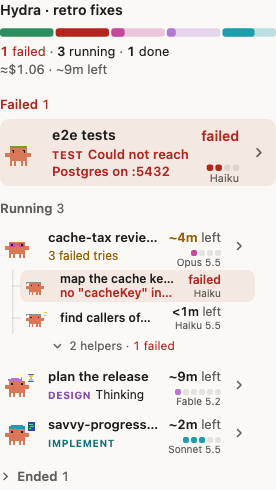 Hydra · retro fixes
1 failed · 3 running · 1 done
≈$1.06 · ~9m left
Failed 1
e2e tests failed
TEST Could not reach
Postgres on :5432
Haiku
Running 3
cache-tax revie... ~4m left
3 failed tries
Opus 5.5
map the cache ke... failed
no "cacheKey" in... Haiku
find callers of... <1m left
Haiku 5.5
2 helpers · 1 failed
plan the release ~9m left
DESIGN Thinking
Fable 5.2
savvy-progress... ~2m left
IMPLEMENT
Sonnet 5.5
Ended 1